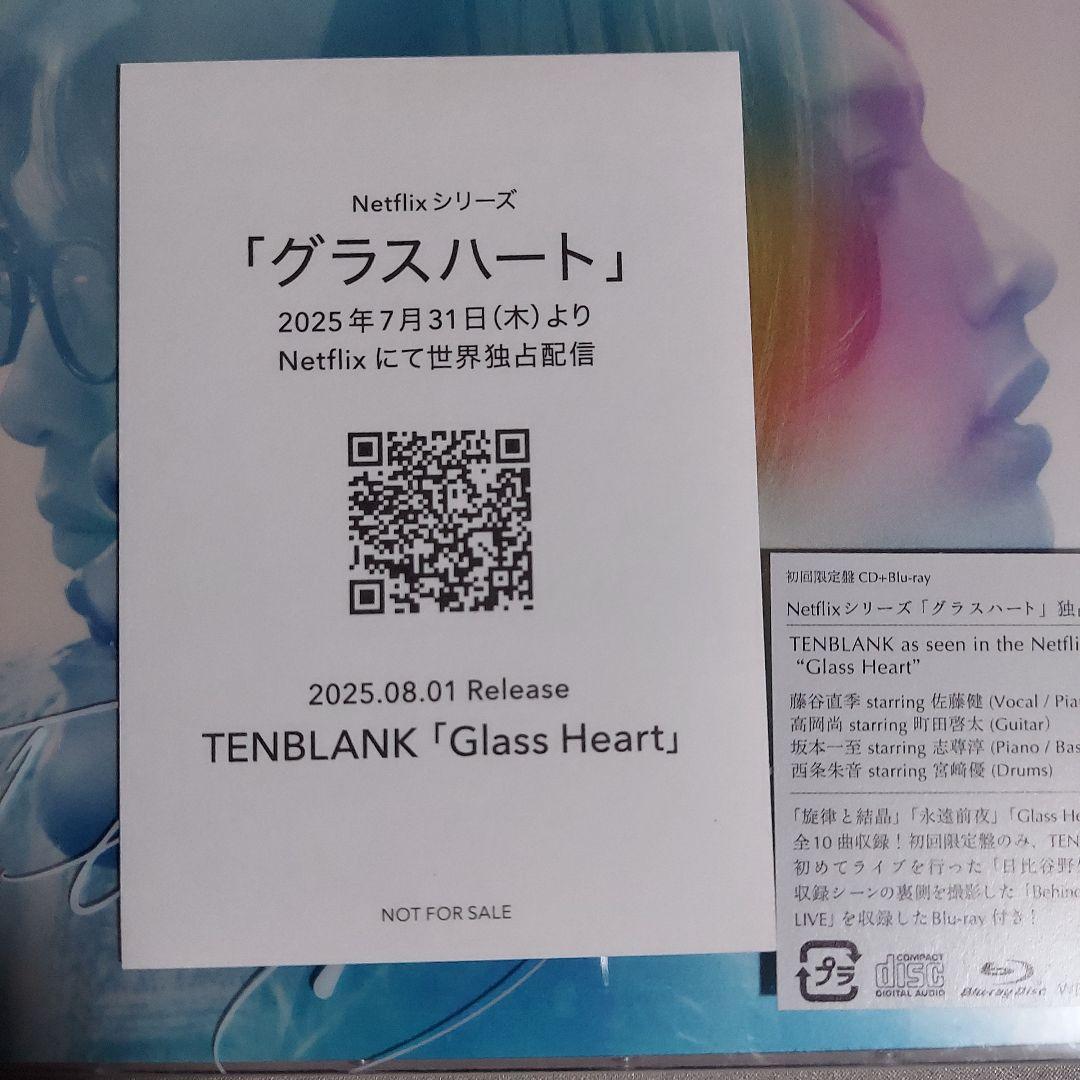 Netflixシリーズ
「グラスハート」
2025年7月31日(木)より
Netflixにて世界独占配信
2025.08.01 Release
TENBLANK「Glass Heart」
NOT FOR SALE
初回限定盤 CD+Blu-ray
Netflixシリーズ「グラスハート」独
TENBLANK as seen in the Netfli
“Glass Heart”
藤谷直季 starring 佐藤健 (Vocal / Pia
高岡尚 starring 町田啓太 (Guitar)
坂本一至 starring 志尊淳 (Piano / Bas
西条朱音 starring 宮﨑優 (Drums)
「旋律と結晶」「永遠前夜」「Glass He
全10曲収録！初回限定盤のみ、TEN
初めてライブを行った「日比谷野
収録シーンの裏側を撮影した「Behind
LIVE」を収録したBlu-ray付き！
プラ
COMPACT
disc
DIGITAL AUDIO
Blu-ray Disc